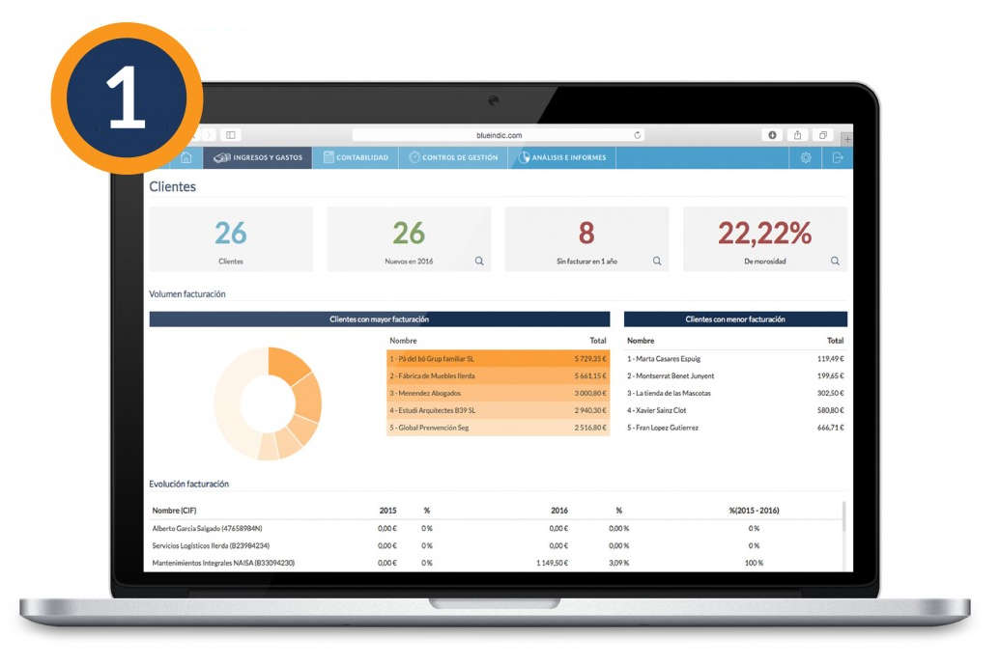 1
blueindic.com
INGRESOS Y GASTOS CONTABILIDAD CONTROL DE GESTIÓN ANÁLISIS E INFORMES
Clientes
26 26 8 22,22%
Clientes Nuevos en 2016 Sin facturar en 1 año De morosidad
Volumen facturación
Clientes con mayor facturación Clientes con menor facturación
Nombre Total Nombre Total
1 - Pà del bó Grup familiar SL 5 729,35 € 1 - Marta Casares Espuig 119,49 €
2 - Fábrica de Muebles Ilerda 5 661,15 € 2 - Montserrat Benet Junyent 199,65 €
3 - Menendez Abogados 3 000,80 € 3 - La tienda de las Mascotas 302,50 €
4 - Estudi Arquitectes B39 SL 2 940,30 € 4 - Xavier Sainz Clot 580,80 €
5 - Global Prenvención Seg 2 516,80 € 5 - Fran Lopez Gutierrez 666,71 €
Evolución facturación
Nombre (CIF) 2015 % 2016 % %(2015 - 2016)
Alberto García Salgado (47658984N) 0,00 € 0 % 0,00 € 0,00 % 0 %
Servicios Logísticos Ilerda (B23984234) 0,00 € 0 % 0,00 € 0,00 % 0 %
Mantenimientos Integrales NAISA (B33094230) 0,00 € 0 % 1 149,50 € 3,09 % 100 %